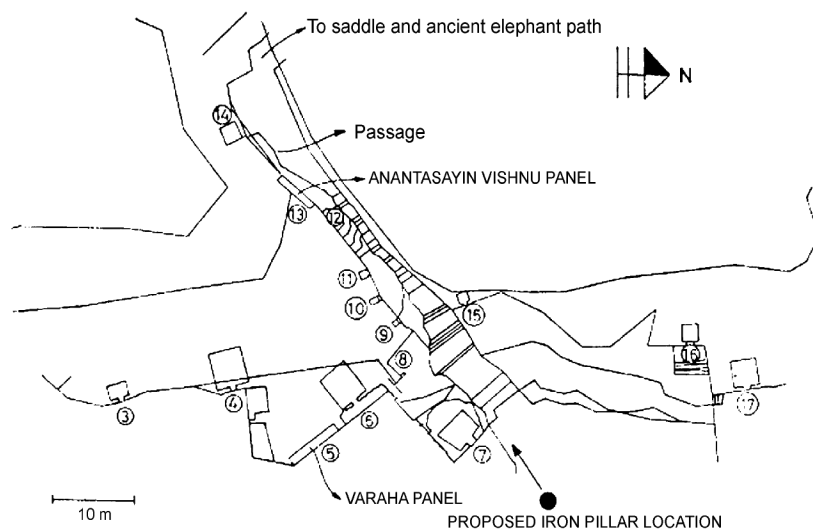 To saddle and ancient elephant path
N
14
Passage
ANANTASAYIN VISHNU PANEL
13
12
11
10
9
15
8
16
3
4
6
17
5
7
VARAHA PANEL
10 m
PROPOSED IRON PILLAR LOCATION